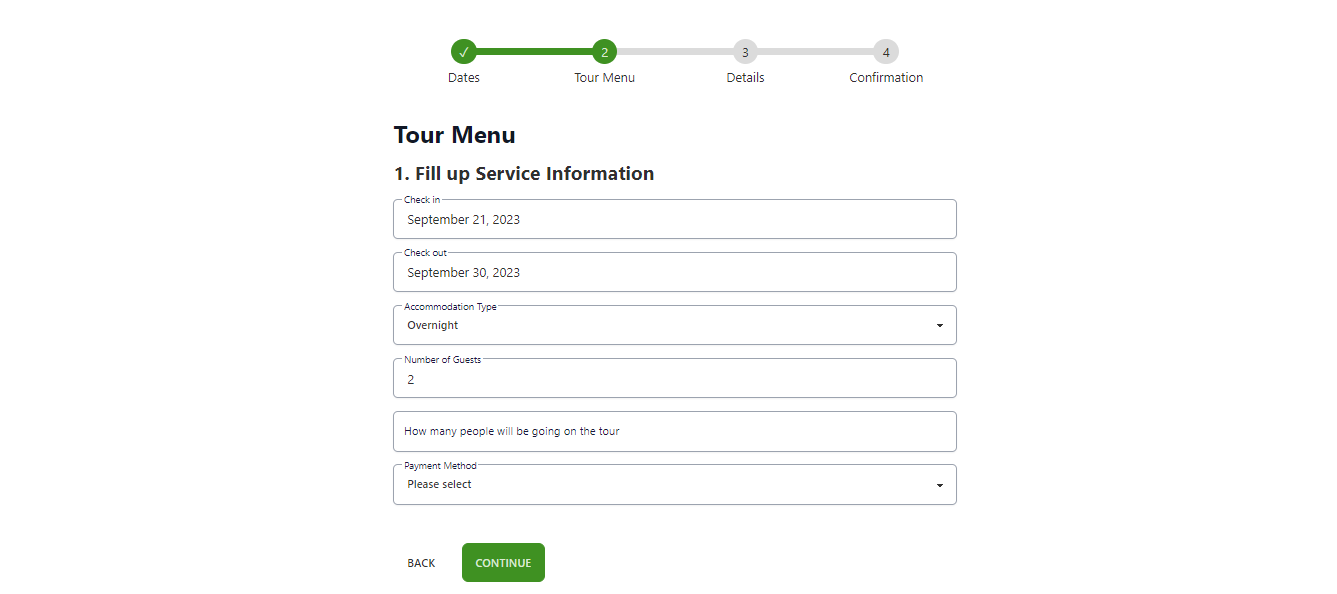 ✓ 2 3 4
Dates Tour Menu Details Confirmation
Tour Menu
1. Fill up Service Information
Check in
September 21, 2023
Check out
September 30, 2023
Accommodation Type
Overnight
Number of Guests
2
How many people will be going on the tour
Payment Method
Please select
BACK CONTINUE